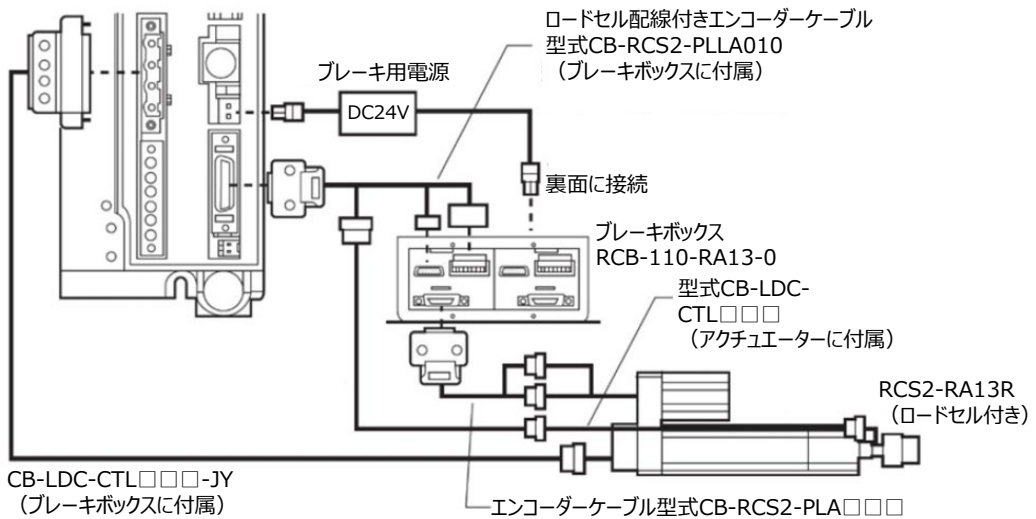 ロードセル配線付きエンコーダーケーブル
型式CB-RCS2-PLLA010
（ブレーキボックスに付属）
ブレーキ用電源
DC24V
裏面に接続
ブレーキボックス
RCB-110-RA13-0
型式CB-LDC-
CTL□□□
（アクチュエーターに付属）
RCS2-RA13R
（ロードセル付き）
CB-LDC-CTL□□□-JY
（ブレーキボックスに付属）
エンコーダーケーブル型式CB-RCS2-PLA□□□